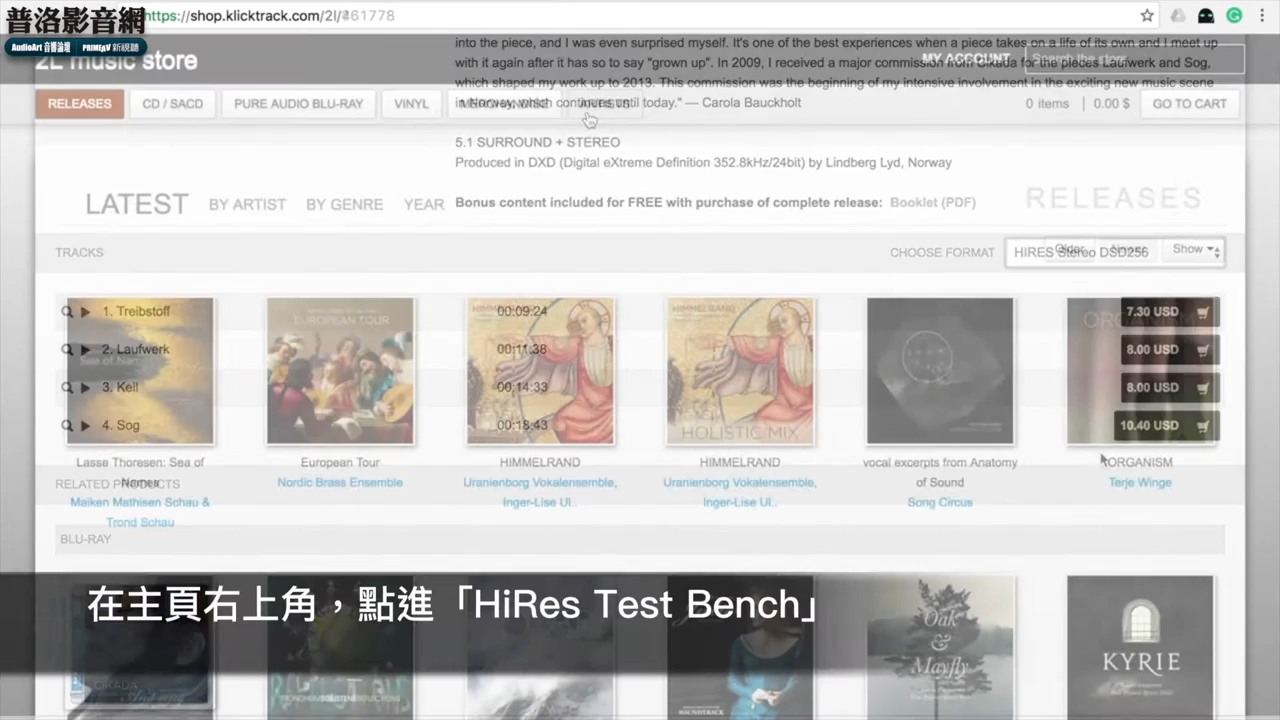 普洛影音網
AudioArt 音響論壇 PRIMEAV 新視聽
https://shop.klicktrack.com/2l/461778
into the piece, and I was even surprised myself. It's one of the best experiences when a piece takes on a life of its own and I meet up
with it again after it has so to say "grown up". In 2009, I received a major commission from Cikada for the pieces Laufwerk and Sog,
which shaped my work up to 2013. This commission was the beginning of my intensive involvement in the exciting new music scene
in Norway, which continues until today." — Carola Bauckholt
2L music store
MY ACCOUNT
Search the store
RELEASES
CD / SACD
PURE AUDIO BLU-RAY
VINYL
0 items
0.00 $
GO TO CART
5.1 SURROUND + STEREO
Produced in DXD (Digital eXtreme Definition 352.8kHz/24bit) by Lindberg Lyd, Norway
LATEST
BY ARTIST
BY GENRE
YEAR
Bonus content included for FREE with purchase of complete release: Booklet (PDF)
RELEASES
TRACKS
CHOOSE FORMAT
HIRES Stereo DSD256
Older
Show
1. Treibstoff
00:09:24
7.30 USD
2. Laufwerk
00:11:38
8.00 USD
3. Keil
00:14:33
8.00 USD
4. Sog
00:18:43
10.40 USD
EUROPEAN TOUR
HIMMELRAND
HIMMELRAND
HOLISTIC MIX
ORGANISM
Lasse Thoresen: Sea of
Names
Maiken Mathisen Schau &
Trond Schau
European Tour
Nordic Brass Ensemble
HIMMELRAND
Uranienborg Vokalensemble,
Inger-Lise Ul..
HIMMELRAND
Uranienborg Vokalensemble,
Inger-Lise Ul..
vocal excerpts from Anatomy
of Sound
Song Circus
ORGANISM
Terje Winge
RELATED PRODUCTS
BLU-RAY
在主頁右上角，點進「HiRes Test Bench」
Oak
&
Mayfly
KYRIE
CIKADA
SOUNDTRACK